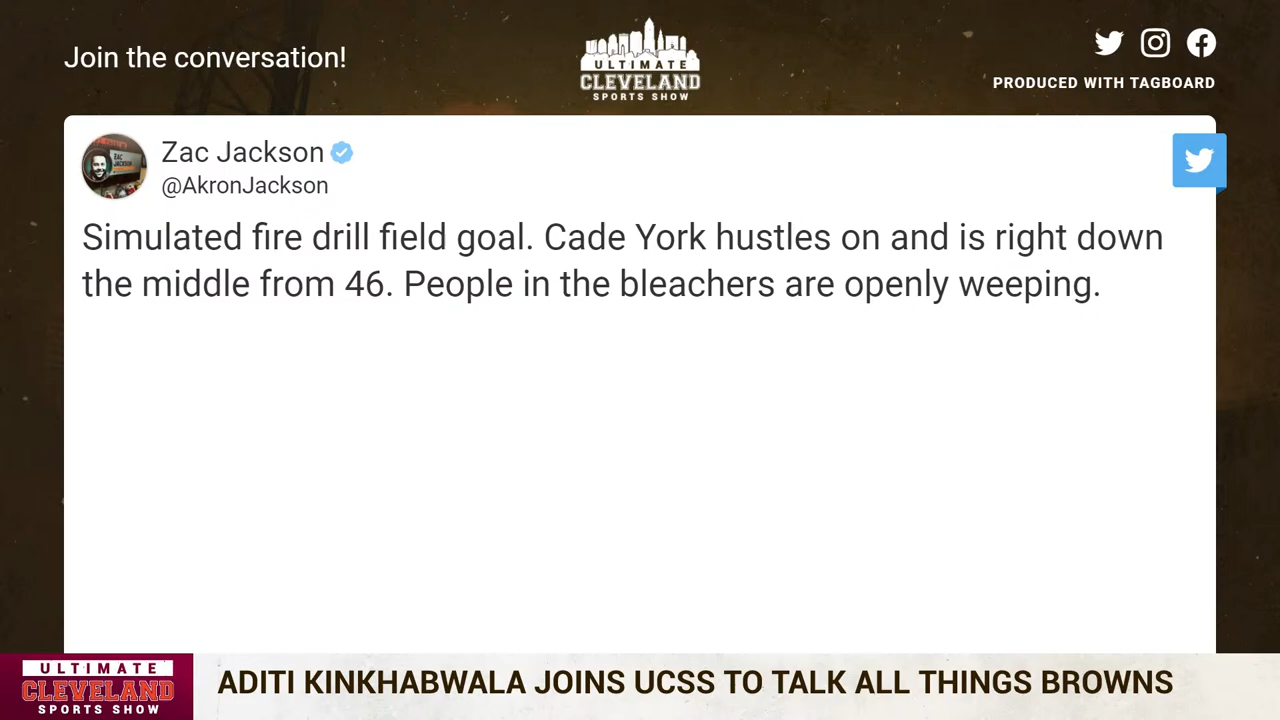 Join the conversation!
ULTIMATE
CLEVELAND
SPORTS SHOW
PRODUCED WITH TAGBOARD
Zac Jackson
@AkronJackson
Simulated fire drill field goal. Cade York hustles on and is right down
the middle from 46. People in the bleachers are openly weeping.
ULTIMATE
CLEVELAND
SPORTS SHOW
ADITI KINKHABWALA JOINS UCSS TO TALK ALL THINGS BROWNS